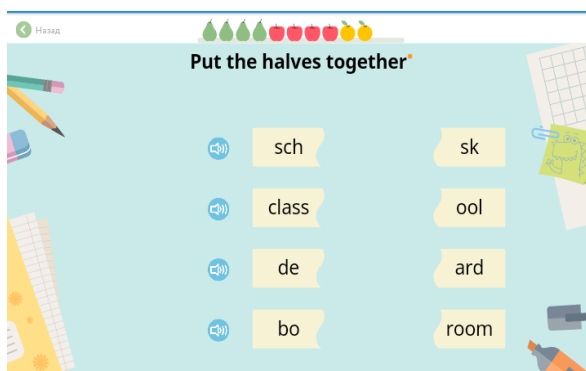 Назад
Put the halves together
sch sk
class ool
de ard
bo room